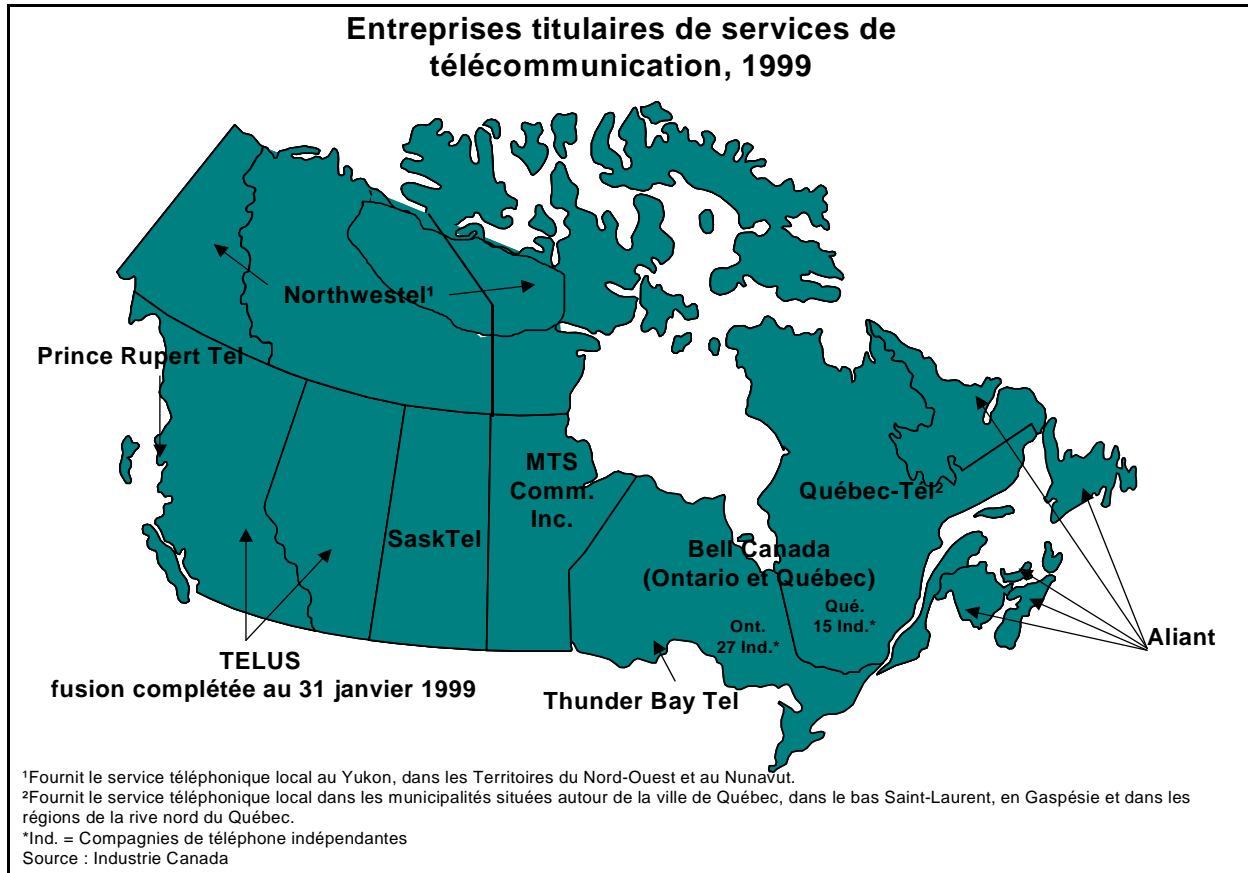 Entreprises titulaires de services de
télécommunication, 1999
Northwestel¹
Prince Rupert Tel
MTS
Comm.
Inc.
Québec-Tél²
SaskTel
Bell Canada
(Ontario et Québec)
Qué.
15 Ind.*
Ont.
27 Ind.*
Aliant
TELUS
fusion complétée au 31 janvier 1999
Thunder Bay Tel
¹Fournit le service téléphonique local au Yukon, dans les Territoires du Nord-Ouest et au Nunavut.
²Fournit le service téléphonique local dans les municipalités situées autour de la ville de Québec, dans le bas Saint-Laurent, en Gaspésie et dans les
régions de la rive nord du Québec.
*Ind. = Compagnies de téléphone indépendantes
Source : Industrie Canada